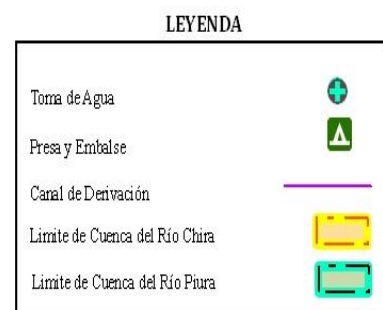 LEYENDA
Toma de Agua
Presa y Embalse
Canal de Derivación
Limite de Cuenca del Río Chira
Limite de Cuenca del Río Piura